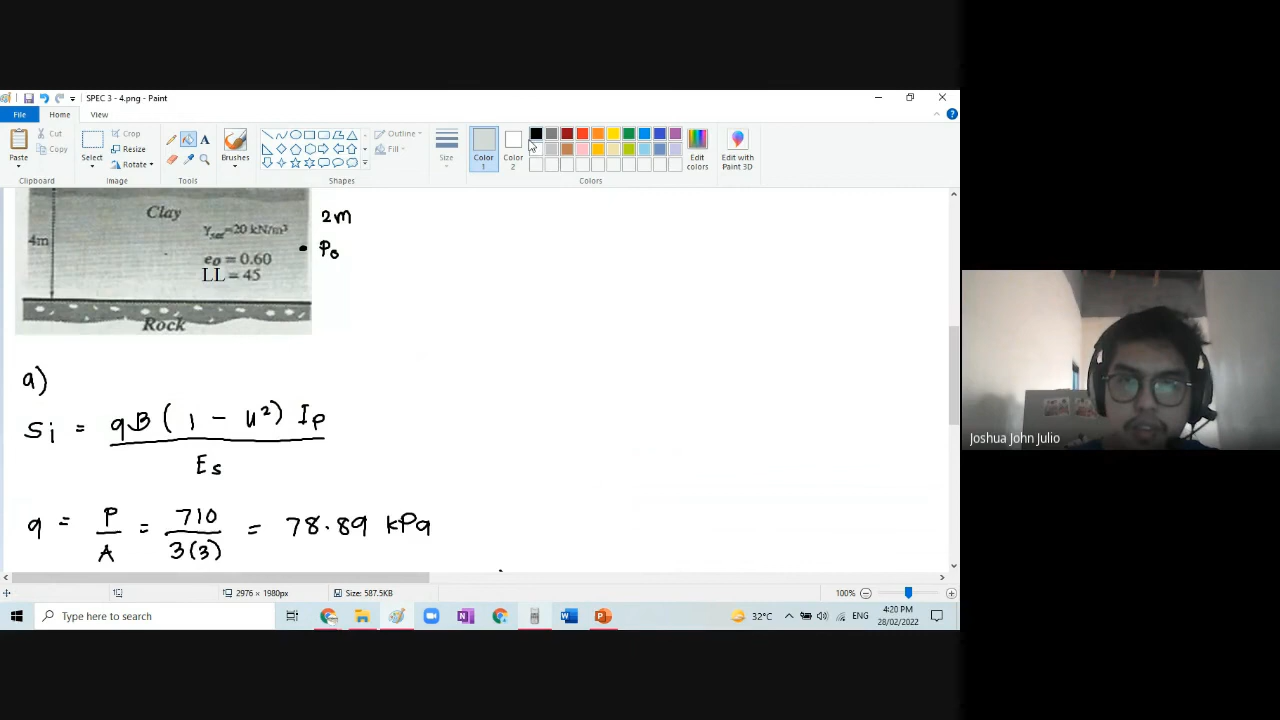 SPEC 3 - 4.png - Paint
File Home View
Paste Cut Copy Clipboard
Select Crop Resize Rotate Image
Tools
Brushes
Shapes Outline Fill
Size
Color 1 Color 2
Colors
Edit colors
Edit with Paint 3D
Clay
4m
γsat=20 kN/m³
e₀ = 0.60
LL = 45
2m
P₀
Rock
a)
Si = qB ( 1 - u²) Ip
Es
q = P = 710 = 78.89 kPa
A 3(3)
2976 × 1980px
Size: 587.5KB
100%
Type here to search
32°C
ENG
4:20 PM
28/02/2022
Joshua John Julio